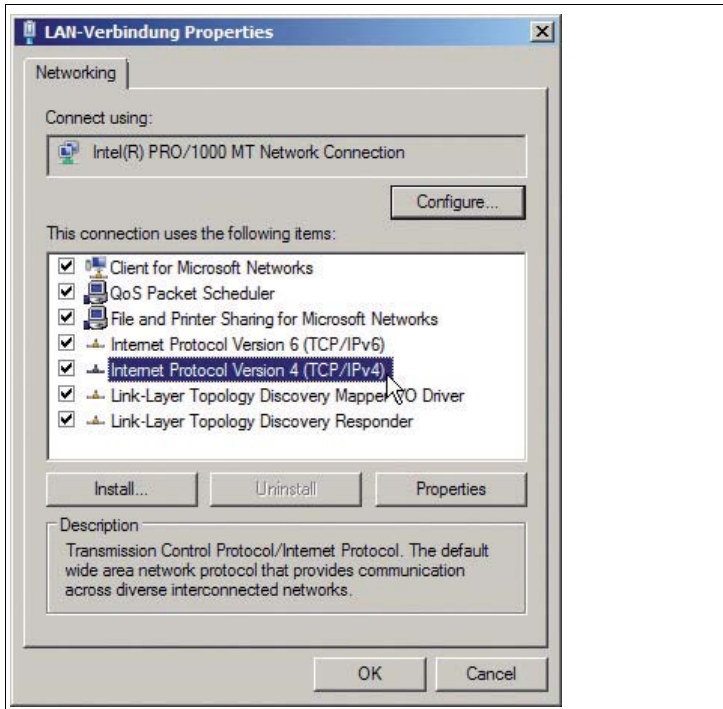 LAN-Verbindung Properties
Networking
Connect using:
Intel(R) PRO/1000 MT Network Connection
Configure...
This connection uses the following items:
Client for Microsoft Networks
QoS Packet Scheduler
File and Printer Sharing for Microsoft Networks
Internet Protocol Version 6 (TCP/IPv6)
Internet Protocol Version 4 (TCP/IPv4)
Link-Layer Topology Discovery Mapper I/O Driver
Link-Layer Topology Discovery Responder
Install...
Uninstall
Properties
Description
Transmission Control Protocol/Internet Protocol. The default
wide area network protocol that provides communication
across diverse interconnected networks.
OK
Cancel